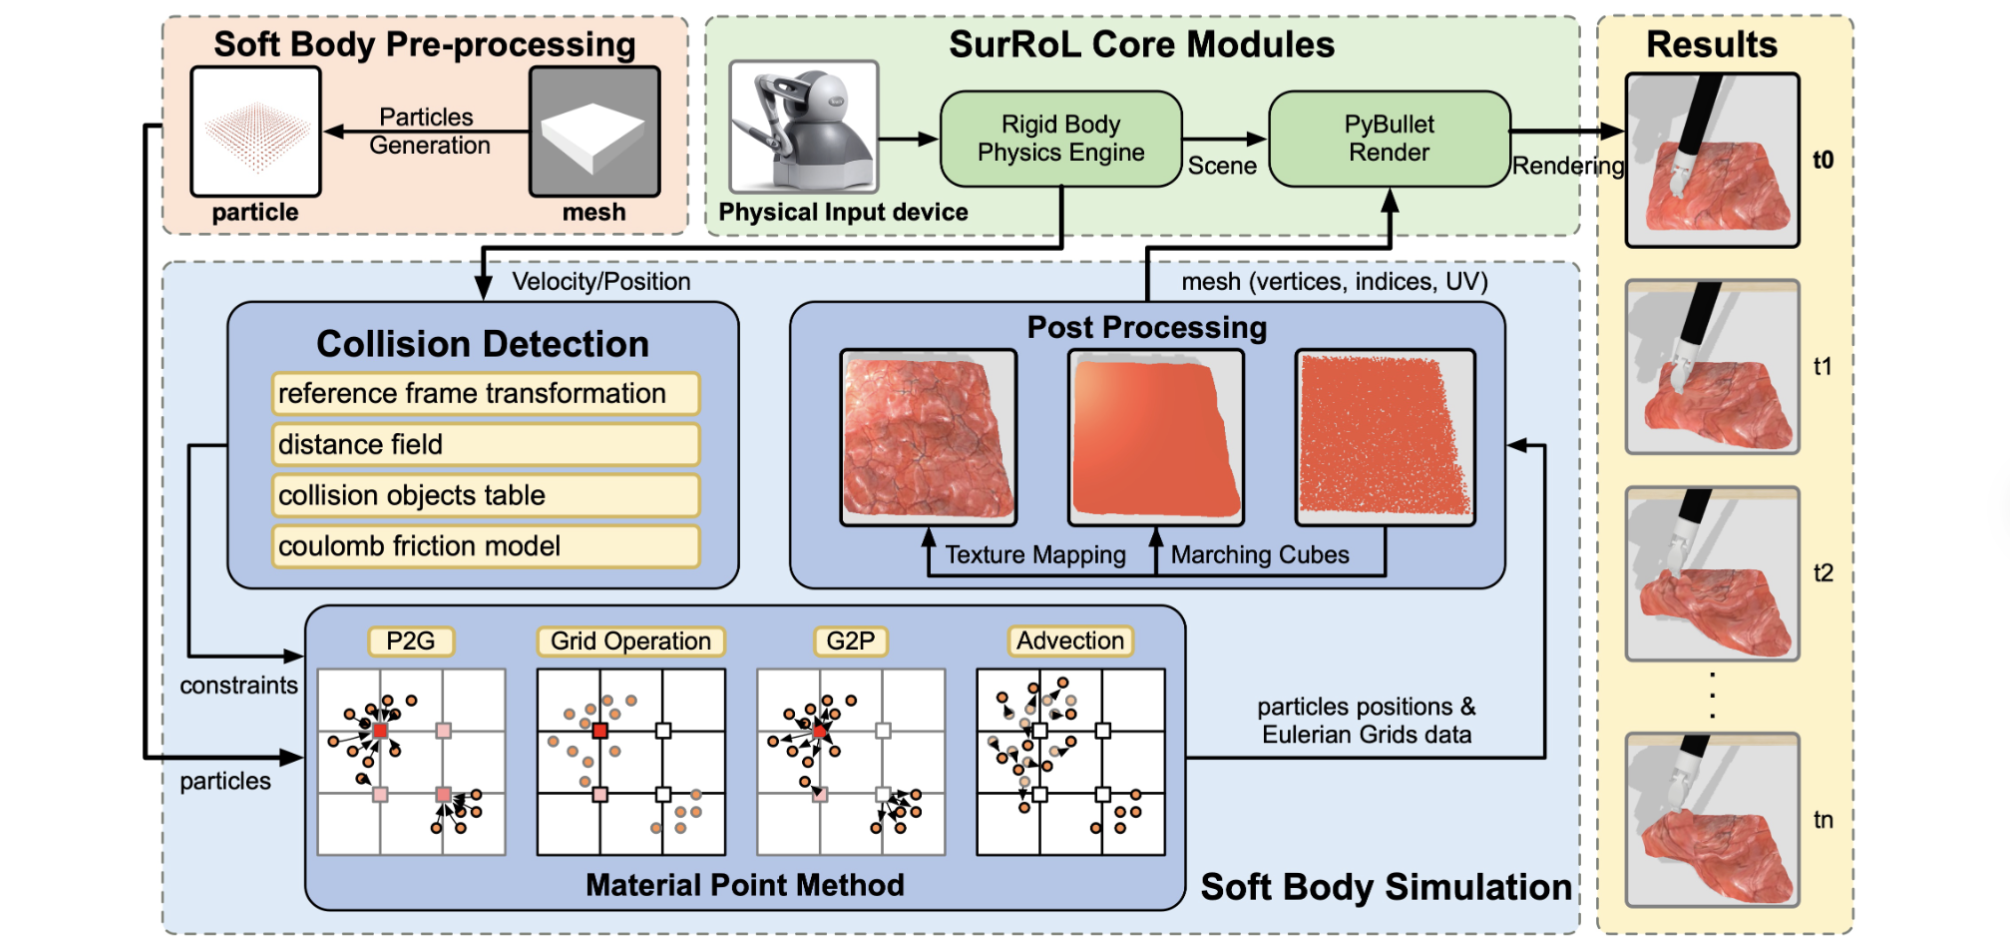 Soft Body Pre-processing
Particles
Generation
particle
mesh
SurRoL Core Modules
Physical Input device
Rigid Body
Physics Engine
Scene
PyBullet
Render
Rendering
Results
t0
t1
t2
tn
Velocity/Position
Collision Detection
reference frame transformation
distance field
collision objects table
coulomb friction model
mesh (vertices, indices, UV)
Post Processing
Texture Mapping
Marching Cubes
constraints
particles
P2G
Grid Operation
G2P
Advection
Material Point Method
particles positions &
Eulerian Grids data
Soft Body Simulation